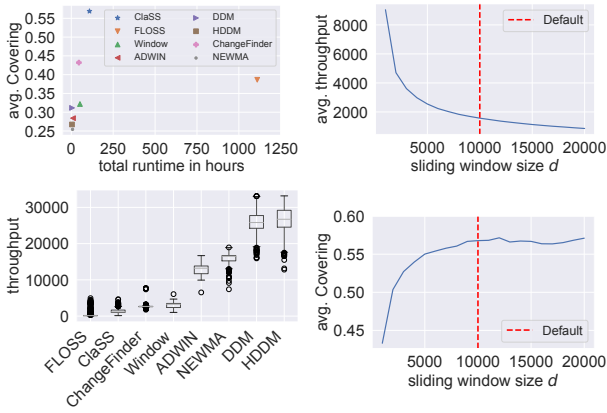 avg. Covering
0.55
0.50
0.45
0.40
0.35
0.30
0.25
ClaSS
FLOSS
Window
ADWIN
DDM
HDDM
ChangeFinder
NEWMA
0
250
500
750
1000
1250
total runtime in hours
avg. throughput
8000
6000
4000
2000
Default
5000
10000
15000
20000
sliding window size d
throughput
30000
20000
10000
0
FLOSS
ClaSS
ChangeFinder
Window
ADWIN
NEWMA
DDM
HDDM
avg. Covering
0.60
0.55
0.50
0.45
Default
5000
10000
15000
20000
sliding window size d